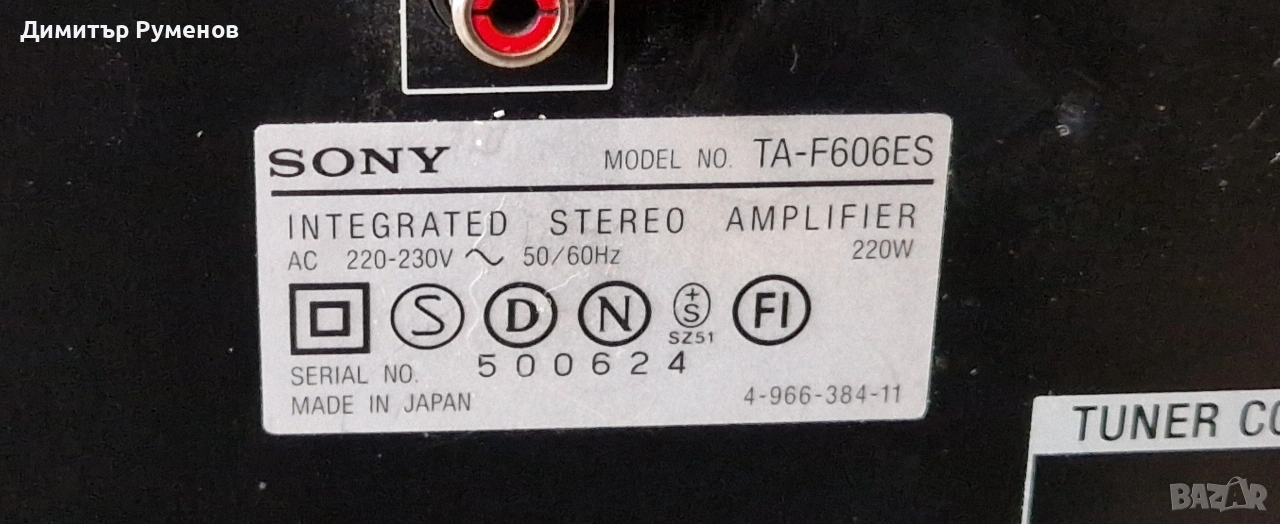 Димитър Руменов
SONY MODEL NO. TA-F606ES
INTEGRATED STEREO AMPLIFIER
AC 220-230V ～ 50/60Hz 220W
S D N +S FI
SZ51
SERIAL NO. 500624
MADE IN JAPAN 4-966-384-11
TUNER CO
BAZAR